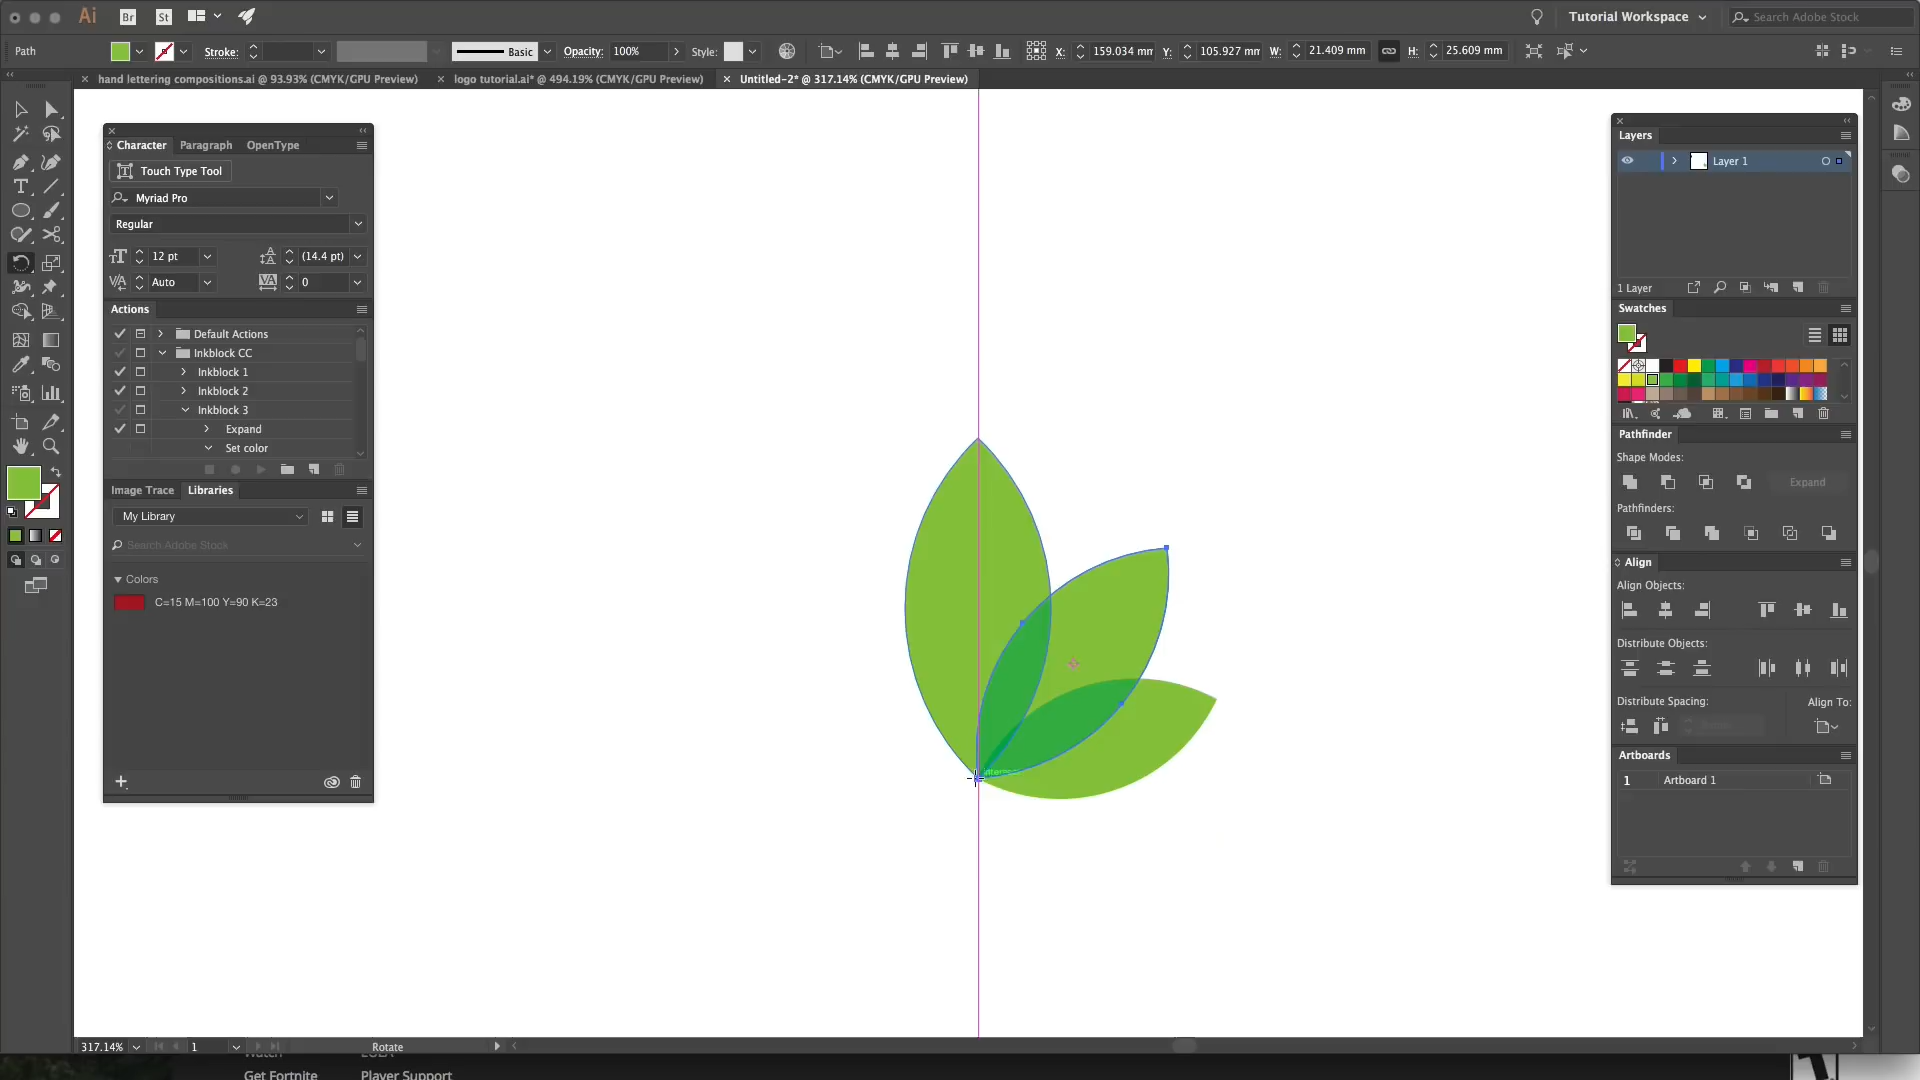 Ai Br St Tutorial Workspace Search Adobe Stock
Path Stroke: Basic Opacity: 100% Style: X: 159.034 mm Y: 105.927 mm W: 21.409 mm H: 25.609 mm
hand lettering compositions.ai @ 93.93% (CMYK/GPU Preview) logo tutorial.ai* @ 494.19% (CMYK/GPU Preview) Untitled-2* @ 317.14% (CMYK/GPU Preview)
Character Paragraph OpenType
Touch Type Tool
Myriad Pro
Regular
12 pt (14.4 pt)
Auto 0
Actions
Default Actions
Inkblock CC
Inkblock 1
Inkblock 2
Inkblock 3
Expand
Set color
Image Trace Libraries
My Library
Search Adobe Stock
Colors
C=15 M=100 Y=90 K=23
Layers
Layer 1
1 Layer
Swatches
Pathfinder
Shape Modes:
Expand
Pathfinders:
Align
Align Objects:
Distribute Objects:
Distribute Spacing: Align To:
Artboards
1 Artboard 1
317.14% 1 Rotate
Get Fortnite Player Support